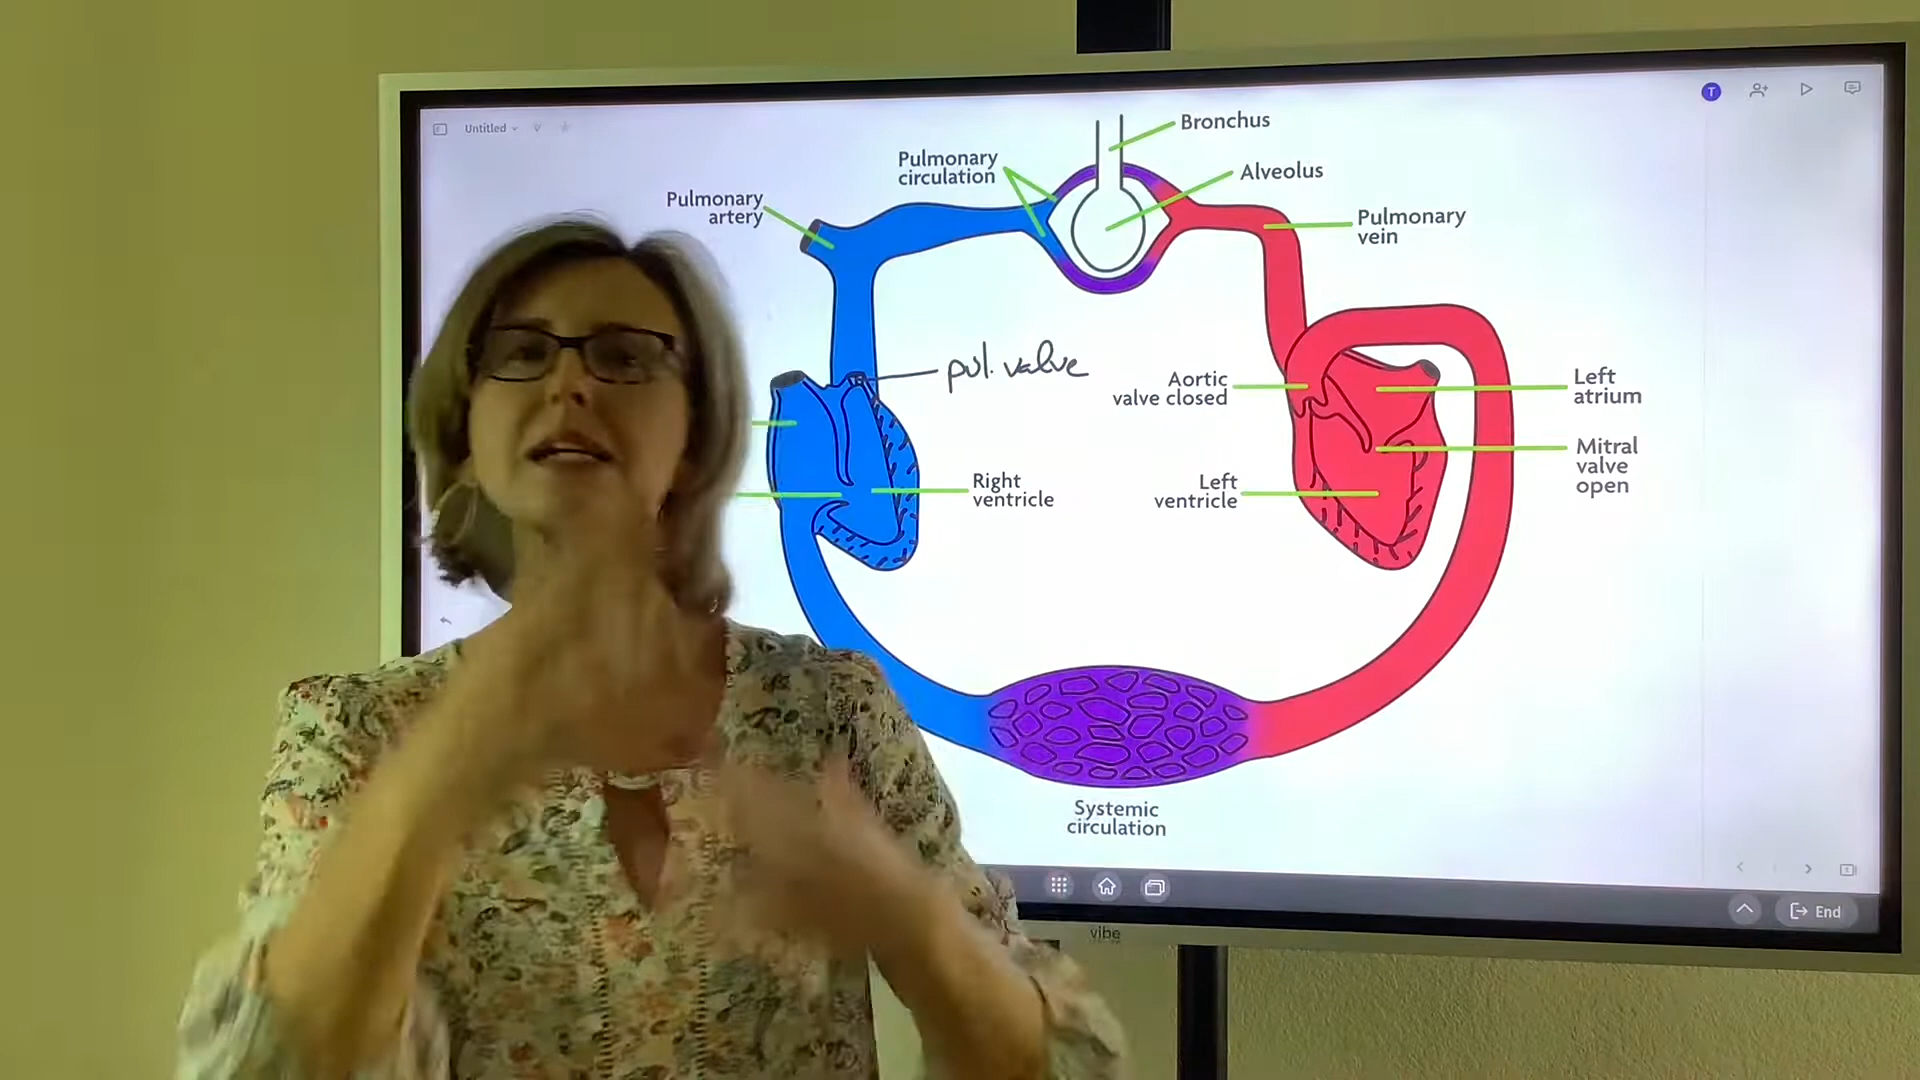 Untitled
T
Bronchus
Pulmonary
circulation
Alveolus
Pulmonary
artery
Pulmonary
vein
pul. valve
Aortic
valve closed
Left
atrium
Mitral
valve
open
Right
ventricle
Left
ventricle
Systemic
circulation
End
vibe